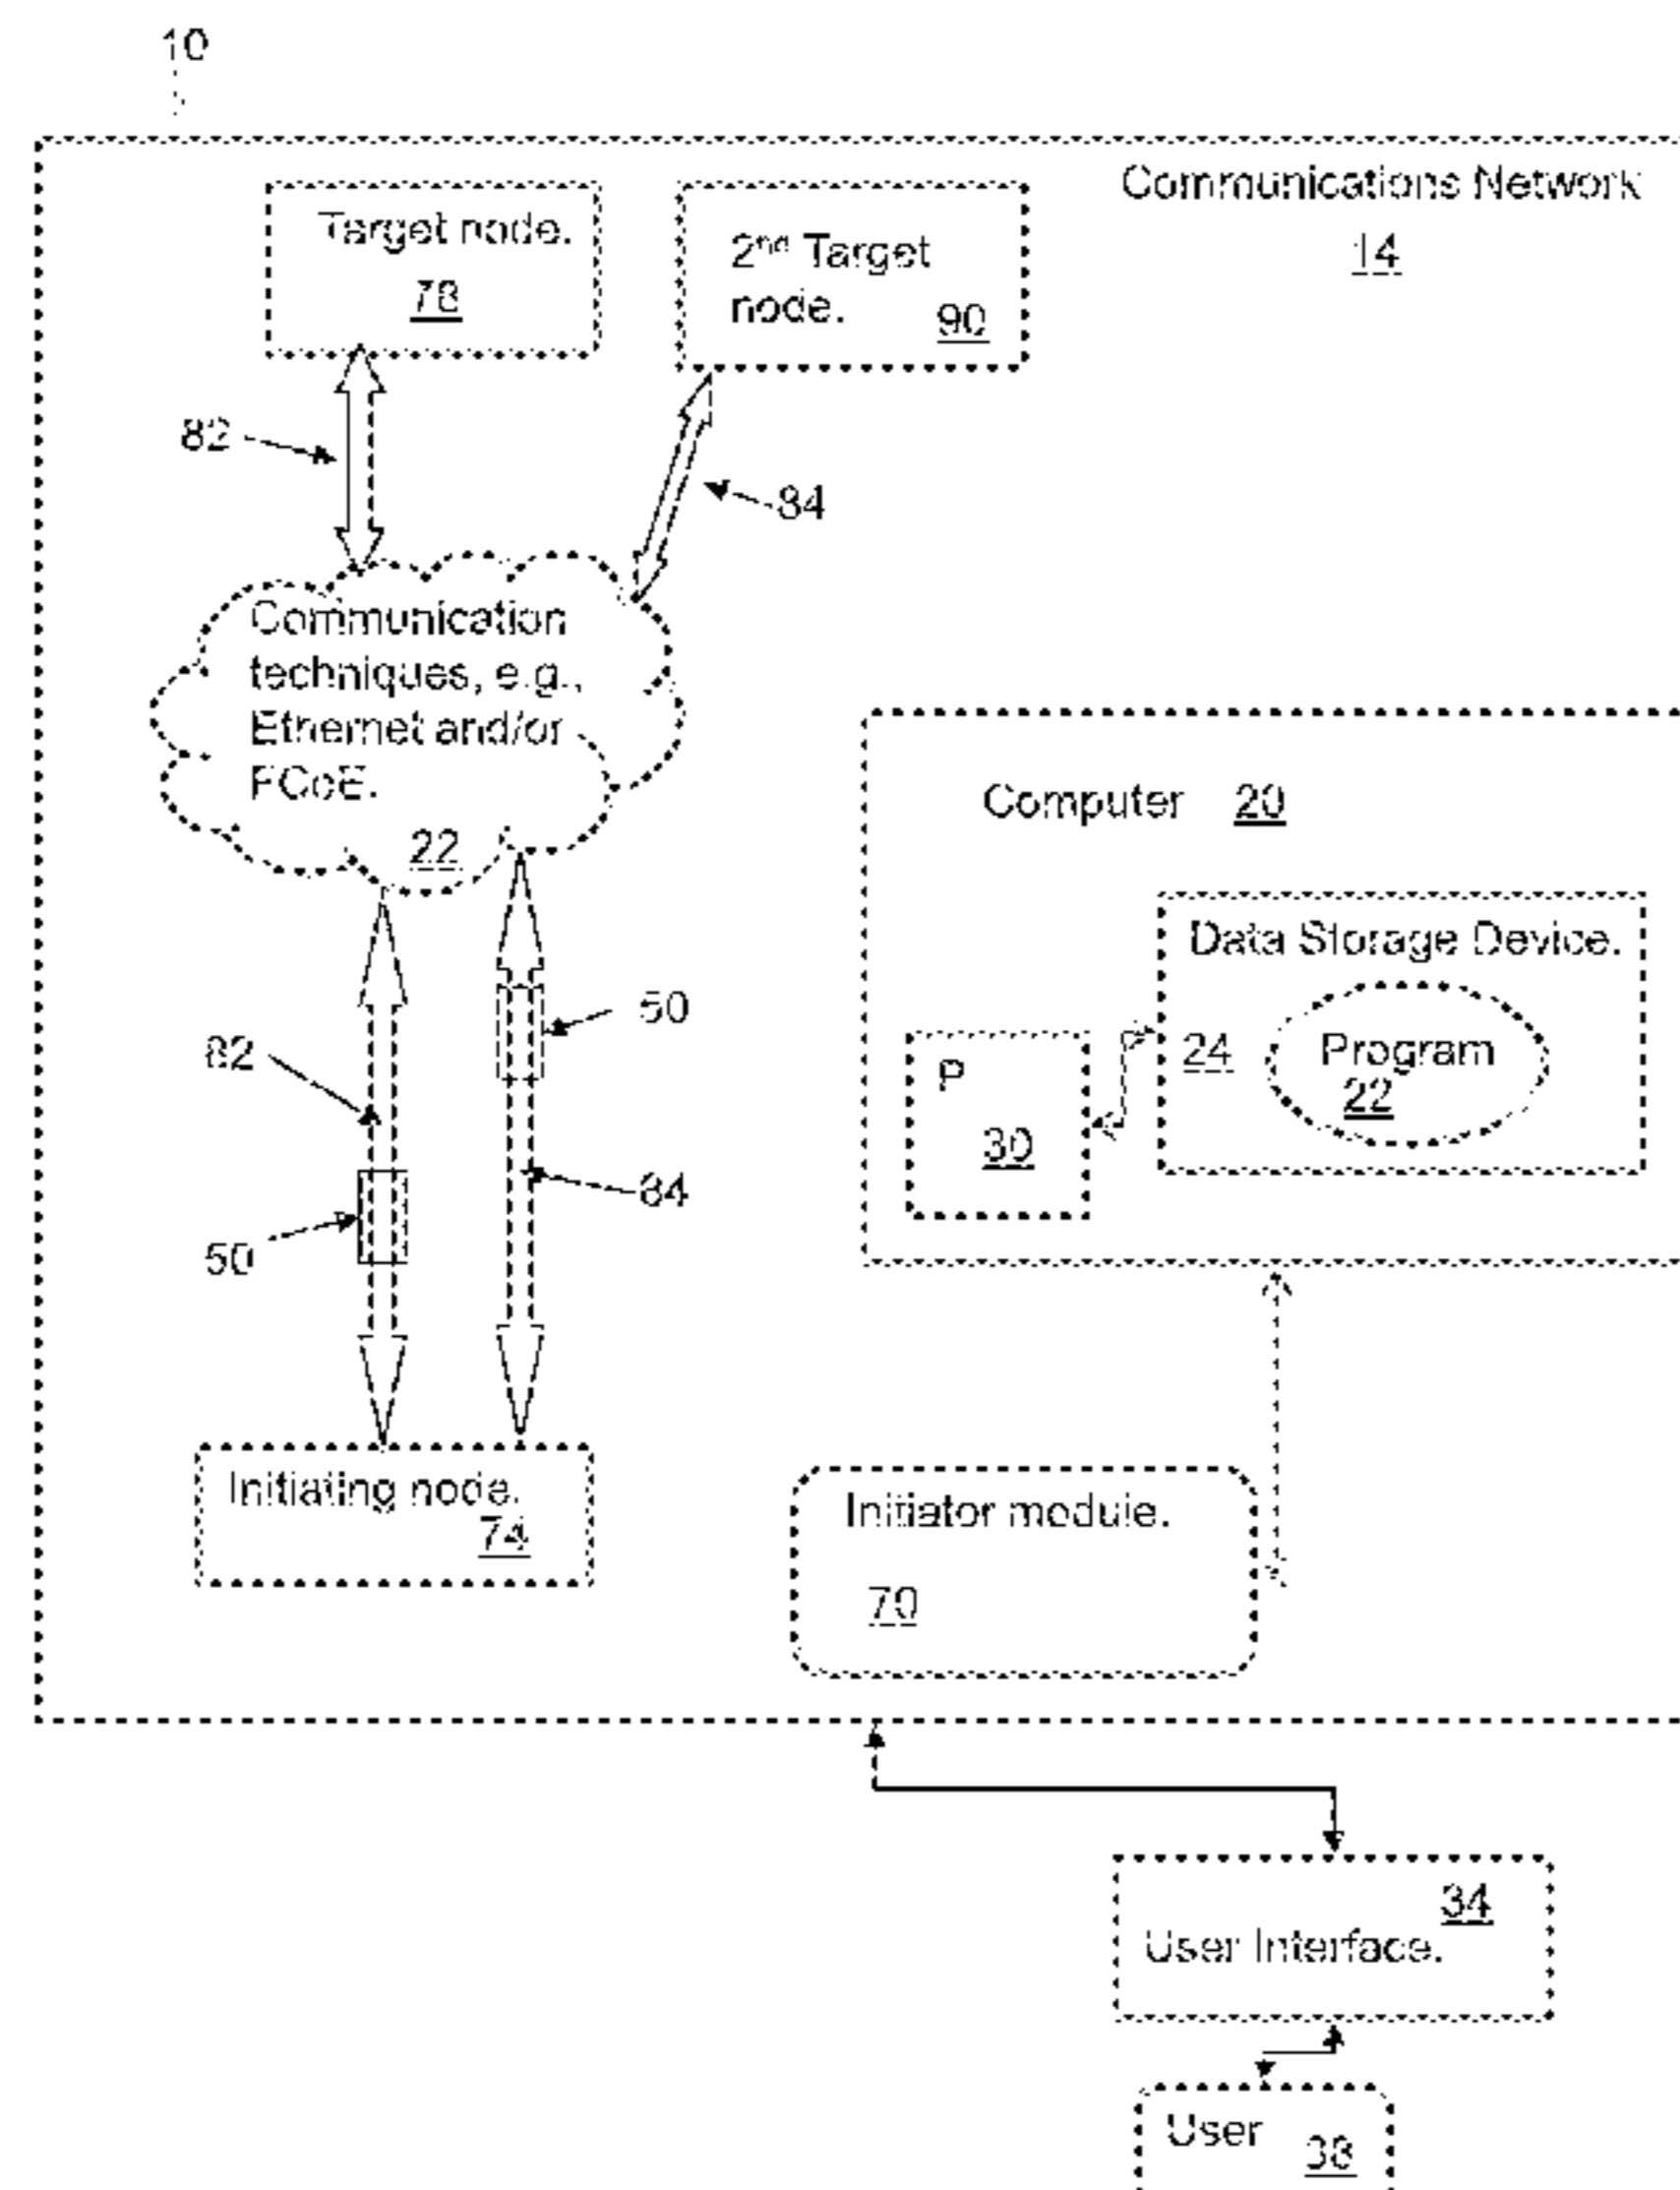 10
Communications Network
14
Target node.
78
2nd Target
node.
90
82
84
Communication
techniques, e.g.,
Ethernet and/or
FCoE.
22
Computer 20
Data Storage Device.
24
Program
22
P
30
50
82
84
50
Initiating node.
74
Initiator module.
70
34
User Interface.
User
38